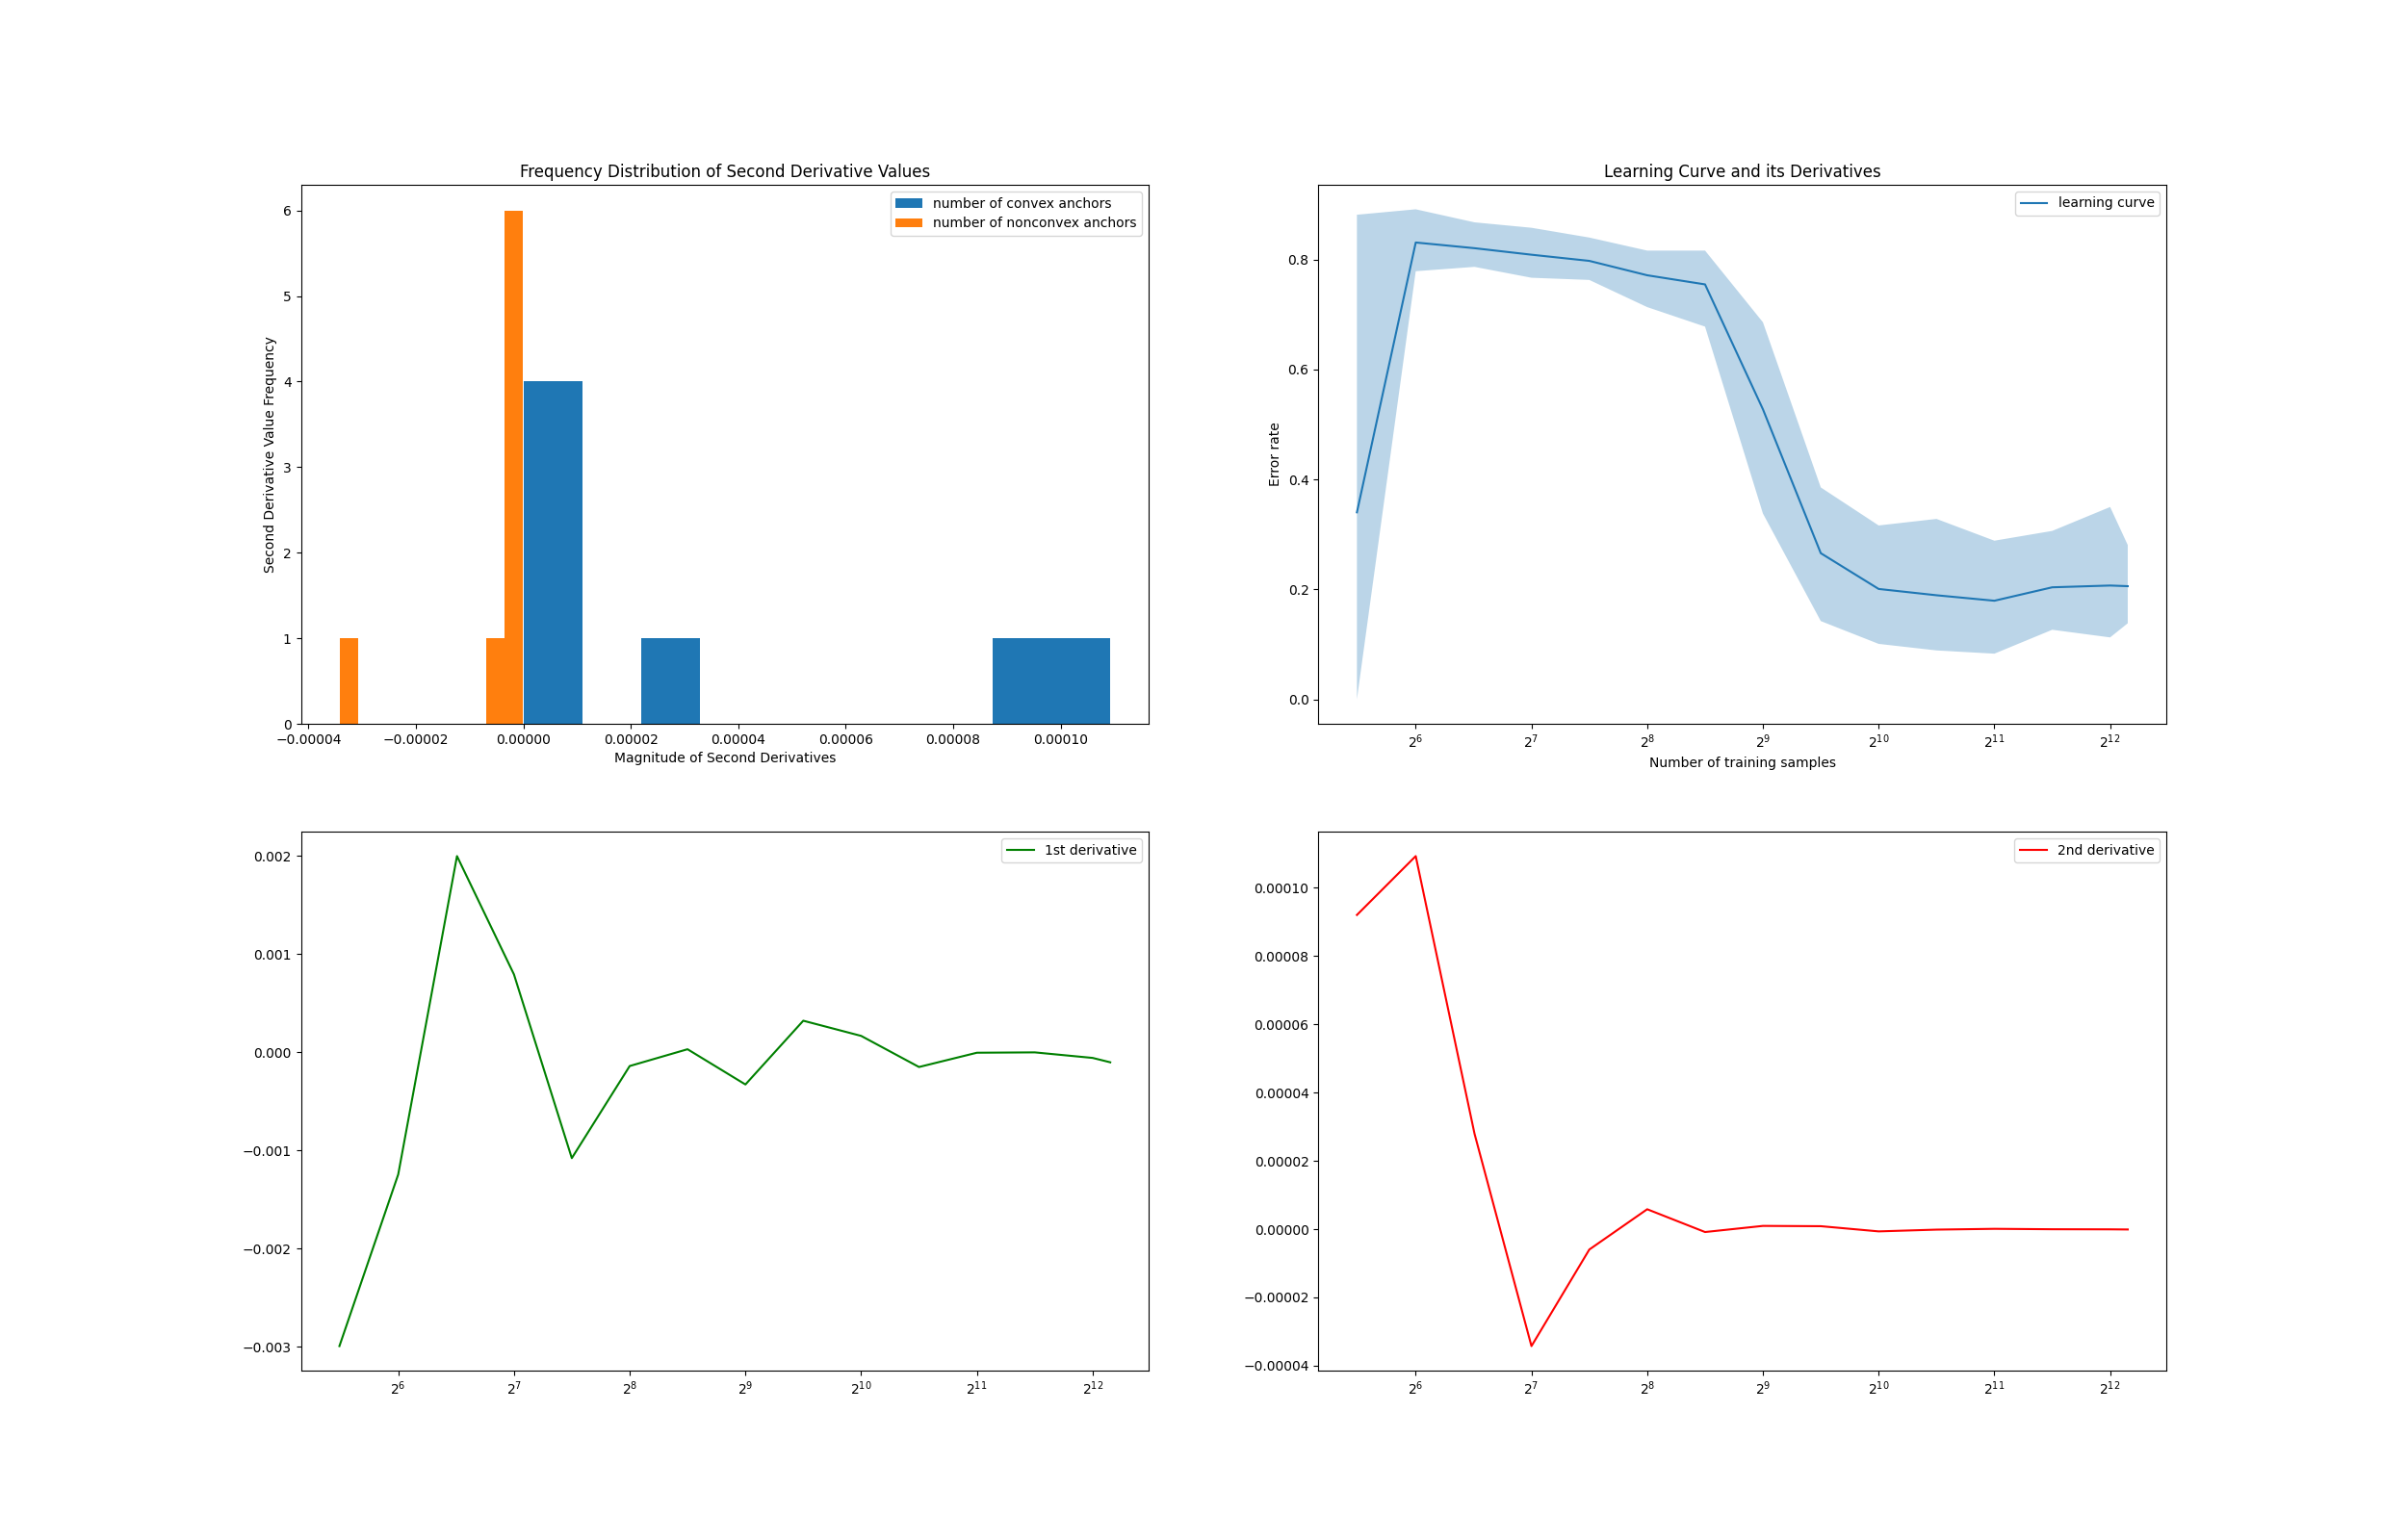 Frequency Distribution of Second Derivative Values
number of convex anchors
number of nonconvex anchors
6
5
4
3
2
1
0
Second Derivative Value Frequency
−0.00004 −0.00002 0.00000 0.00002 0.00004 0.00006 0.00008 0.00010
Magnitude of Second Derivatives
Learning Curve and its Derivatives
learning curve
0.8
0.6
0.4
0.2
0.0
Error rate
2^6 2^7 2^8 2^9 2^10 2^11 2^12
Number of training samples
1st derivative
0.002
0.001
0.000
−0.001
−0.002
−0.003
2^6 2^7 2^8 2^9 2^10 2^11 2^12
2nd derivative
0.00010
0.00008
0.00006
0.00004
0.00002
0.00000
−0.00002
−0.00004
2^6 2^7 2^8 2^9 2^10 2^11 2^12